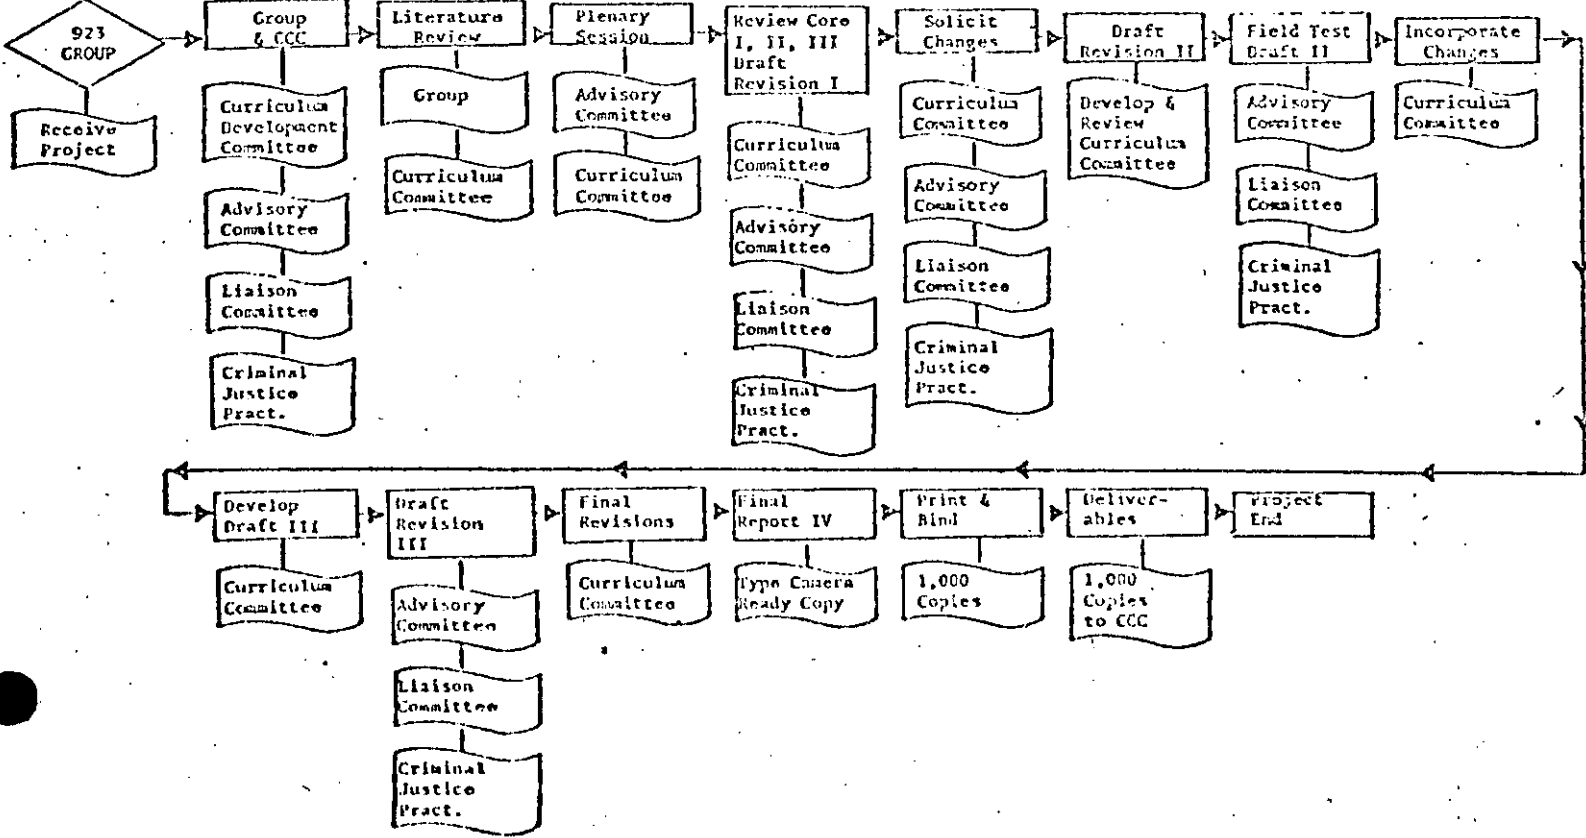 923
GROUP
Receive
Project
Group
& CCC
Curriculum
Development
Committee
Advisory
Committee
Liaison
Committee
Criminal
Justice
Pract.
Literature
Review
Group
Curriculum
Committee
Plenary
Session
Advisory
Committee
Curriculum
Committee
Review Core
I, II, III
Draft
Revision I
Curriculum
Committee
Advisory
Committee
Liaison
Committee
Criminal
Justice
Pract.
Solicit
Changes
Curriculum
Committee
Advisory
Committee
Liaison
Committee
Criminal
Justice
Pract.
Draft
Revision II
Develop &
Review
Curriculum
Committee
Field Test
Draft II
Advisory
Committee
Liaison
Committee
Criminal
Justice
Pract.
Incorporate
Changes
Curriculum
Committee
Develop
Draft III
Curriculum
Committee
Draft
Revision
III
Advisory
Committee
Liaison
Committee
Criminal
Justice
Pract.
Final
Revisions
Curriculum
Committee
Final
Report IV
Type Camera
Ready Copy
Print &
Bind
1,000
Copies
Deliver-
ables
1,000
Copies
to CCC
Project
End